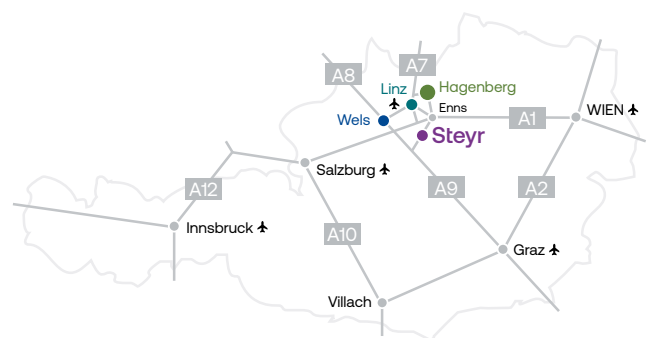 A8
A7
Linz
Hagenberg
Enns
WIEN
Wels
A1
Steyr
Salzburg
A12
A9
A2
Innsbruck
A10
Graz
Villach